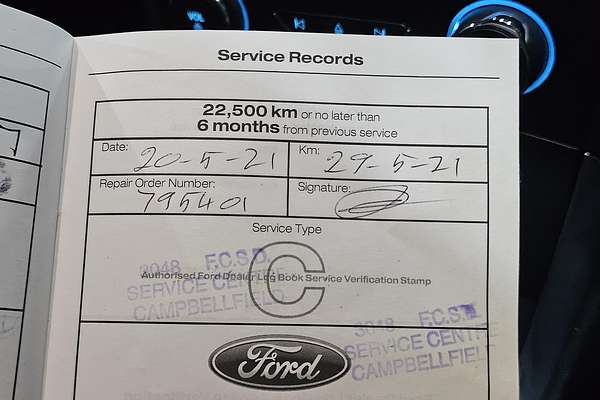 VOL
Service Records
22,500 km or no later than
6 months from previous service
Date: 20-5-21
Km: 29-5-21
Repair Order Number: 795401
Signature:
Service Type
C
Authorised Ford Dealer Log Book Service Verification Stamp
3048 F.C.S.D.
SERVICE CENTRE
CAMPBELLFIELD
Ford
3048 F.C.S.D.
SERVICE CENTRE
CAMPBELLFIELD